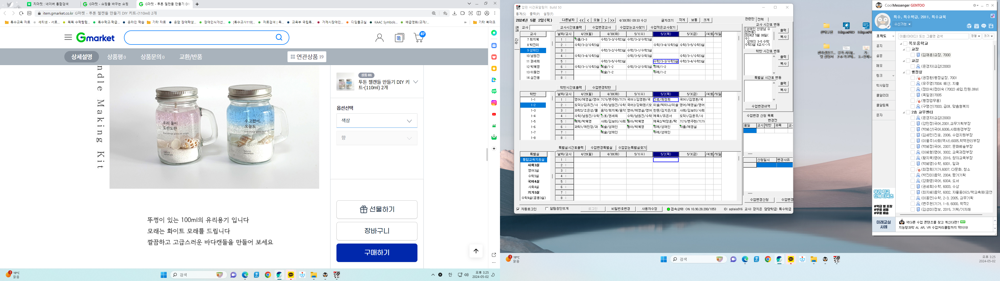 지마켓 : 네이버 통합검색
G마켓 - 쇼핑을 바꾸는 쇼핑
G마켓 - 투톤 젤캔들 만들기 DIY
item.gmarket.co.kr G마켓 - 투톤 젤캔들 만들기 DIY 키트-(110ml) 2개
특수교육 자료
세티넷 - 서로...
똑똑 수학탐험...
특수학교·학급...
온라인 학습
기타 자료
온맘 장애학생...
장애인식개선...
[특수교사119]...
자료검색 | 독...
교육부 국립특...
거제시장애인...
디딤돌교실
KAAC Symbols...
배급영화/교재/...
기타 북마크
Gmarket
87
상세설명
상품평 0
상품문의 0
교환/반품
연관상품 19
ndle Making Kit
우리 둘이
도란도란
수고했어,
오늘도
Natural
Handmade
상품 01
투톤 젤캔들 만들기 DIY 키
트-(110ml) 2개
옵션선택
색상
향
선물하기
장바구니
구매하기
뚜껑이 있는 100ml의 유리용기 입니다
모래는 화이트 모래를 드립니다
깔끔하고 고급스러운 바다캔들을 만들어 보세요
19°C
맑음
검색
오후 3:25
2024-05-02
컴핀 시간표알림이 Build 50
통계(S) 출력(P) 설정(T)
2024년 5월 2일(목)
다른날짜 << < 오늘 > >> 4/30(화) 09:33 수신
글자크기 작게 보통 크게
교사
교사시간표출력 수업변경교사 수업없는교사찾기 수업적은교사찾기
교사 날짜/교시 4/29(월) 4/30(화) 5/1(수) 5/2(목) 5/3(금)
7 최지혜 1 : 자율/3-3 수학/3-3/수학3실 수학/3-3/수학3실
8 박진미 2 : 수학/3-2/수학3실 수학/3-4/수학3실 수학/3-5/수학3실
9 성재인 3 : 수학/3-2/수학3실 수학/3-1/수학3실
10 남원진 4 : 수학/3-4/수학3실 수학/3-5/수학3실 수학/3-1/수학3실
11 권세희 5 : 수학/3-5/수학3실 수학/3-3/수학3실 수학/3-4/수학3실
12 박혜영 6 : 수학/3-1/수학3실 예술/1-2 수학/3-2/수학3실 주제/1-2
13 이동언 7 : 예술/1-2 주제/1-2
14 심진용 8 :
학반시간표출력 수업변경학반
학반 날짜/교시 4/29(월) 4/30(화) 5/1(수) 5/2(목) 5/3(금)
1-1 1 : 영어/제영실/영어 기가/변주현/기가 국어1/김영환/국 진로/최정희 국어1/김영환/국
1-2 2 : 도덕2/김유진/사 수학/남원진/수학 국어2/강화영/(모 미술/박미나/미술 영어/제영실/영어
1-3 3 : 과학2/조은성/물 음악/최지혜/음악 영어/제영실/영어 한문/김지은/(모 사회/김보미/사회
1-4 4 : 수학/남원진/수학 스포/권세희 수학/남원진/수학 체육1/유은서 도덕1/김윤우/사
1-5 5 : 예체/박혜영 사회/김보미/사회 동아/박혜영 체육2/박정훈/탁 기가/변주현/기가
1-6 6 : 과학1/허민정/과 예술/성재인 동아/박혜영 주제/성재인 자율/제영실
1-7 7 : 예술/성재인 주제/성재인
1-8 8 :
특별실시간표출력 수업변경특별실 수업없는특별실찾기
특별실 날짜/교시 4/29(월) 4/30(화) 5/1(수) 5/2(목) 5/3(금)
통합교육지원실 1 :
사회3실 2 :
영어3실 3 :
수학3실 4 :
국어4실 5 :
사회4실 6 :
기가3실 7 :
수학4실(공용3실) 8 :
자동로그인 알림창안뜨게 로그인 비밀번호변경 사용자수정
접속상태: ON 10.90.28.200/1053 ID: aglaia916 교사: 장지은 담당학급: 특수학급
관련만 전체
교사 시간표 변동
[성재인 선생님 수
업변동]
2024년 5월 08일(
수)
성재인 3-5 수학
수학3실 4교시->5
출력
복사
학반 시간표 변동
출력
복사
특별실 시간표 변동
출력
복사
수업변경내역
수업변경 신청 목록
변경전
월일 교시 학반 과목
신청일시 변경사유
수업변경신청 수업변경
CoolMessenger GENTOO
특수, 특수학급, 2011, 특수교육
수신가능
조직도
이름(아이디) 또는 그룹명 검색
정렬
크기
공지
설문
메모
링크
학사일정
쿨알리미
쿨알림톡
문자
목포중학교
교장
(김재훈)교장, 7000
교감
(윤경자)교감(2000)
행정실
(권정환)행정실장, 7001
(유주영)7004. 예산, 지출
(정미숙)정미숙 (7002) 세입.민원.여비
(옥일권)7005
(행정업무용)
(구행선)7003, 급여, 맞춤형복지
2층 교무센터
(윤경자)교감(2000)
(강민정)국어,2001,교무기획부장
(박혜산)국어,6006,사회환경부장
(김세민)진로, 2006, 수업지원부장
(이율주)사회(역사),6005,학력관리부장
(박혜정)국어, 2007, 문화예술부장
(이혜형)영어, 3002, 교육과정부장
(황지욱)영어, 2016, 창의교육부장
(박혜영)수학, 6001, 일과
(최정희)기가,6007, 다문화, 청소
(박진미)음악, 2004, 평가기획
(강화영)국어, 6004, 도서
(권세희)수학, 6003, 수상
(최지혜)음악, 6002, 자율동아리/학교축제(공연
(이동언)수학, 2-3, 2005, 교무기획
(변주현)기가, 1-8, 6000, 학적2
(김성미)정보, 2015, 기획/기자재
우리 학교
단체 티셔츠
#학급 별 포장
#무료 샘플
#무료 배송
미래교실
사례
색다른 수업 콘텐츠를 찾고 계신다면?
지능형과학 AI, AR, VR 수업커리큘럼까지 딱이야!
19°C
맑음
검색
오후 3:25
2024-05-02